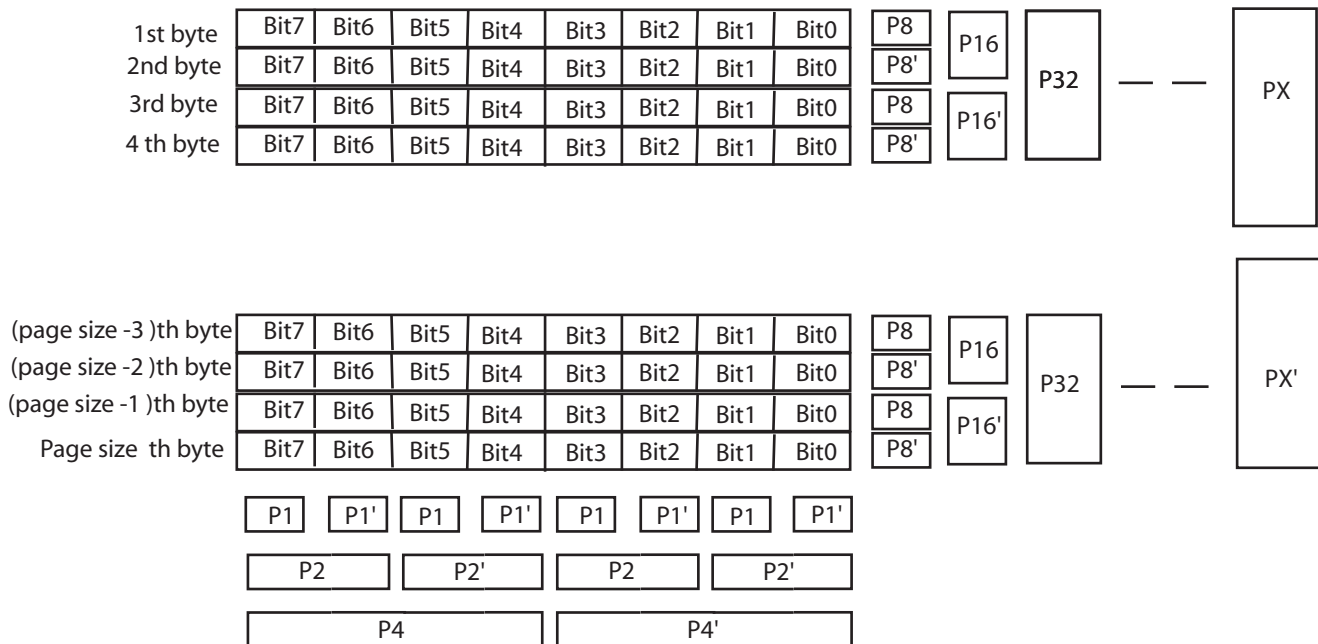 1st byte Bit7 Bit6 Bit5 Bit4 Bit3 Bit2 Bit1 Bit0 P8 P16 P32 — — PX
2nd byte Bit7 Bit6 Bit5 Bit4 Bit3 Bit2 Bit1 Bit0 P8'
3rd byte Bit7 Bit6 Bit5 Bit4 Bit3 Bit2 Bit1 Bit0 P8 P16'
4 th byte Bit7 Bit6 Bit5 Bit4 Bit3 Bit2 Bit1 Bit0 P8'
(page size -3 )th byte Bit7 Bit6 Bit5 Bit4 Bit3 Bit2 Bit1 Bit0 P8 P16 P32 — — PX'
(page size -2 )th byte Bit7 Bit6 Bit5 Bit4 Bit3 Bit2 Bit1 Bit0 P8'
(page size -1 )th byte Bit7 Bit6 Bit5 Bit4 Bit3 Bit2 Bit1 Bit0 P8 P16'
Page size th byte Bit7 Bit6 Bit5 Bit4 Bit3 Bit2 Bit1 Bit0 P8'
P1 P1' P1 P1' P1 P1' P1 P1'
P2 P2' P2 P2'
P4 P4'